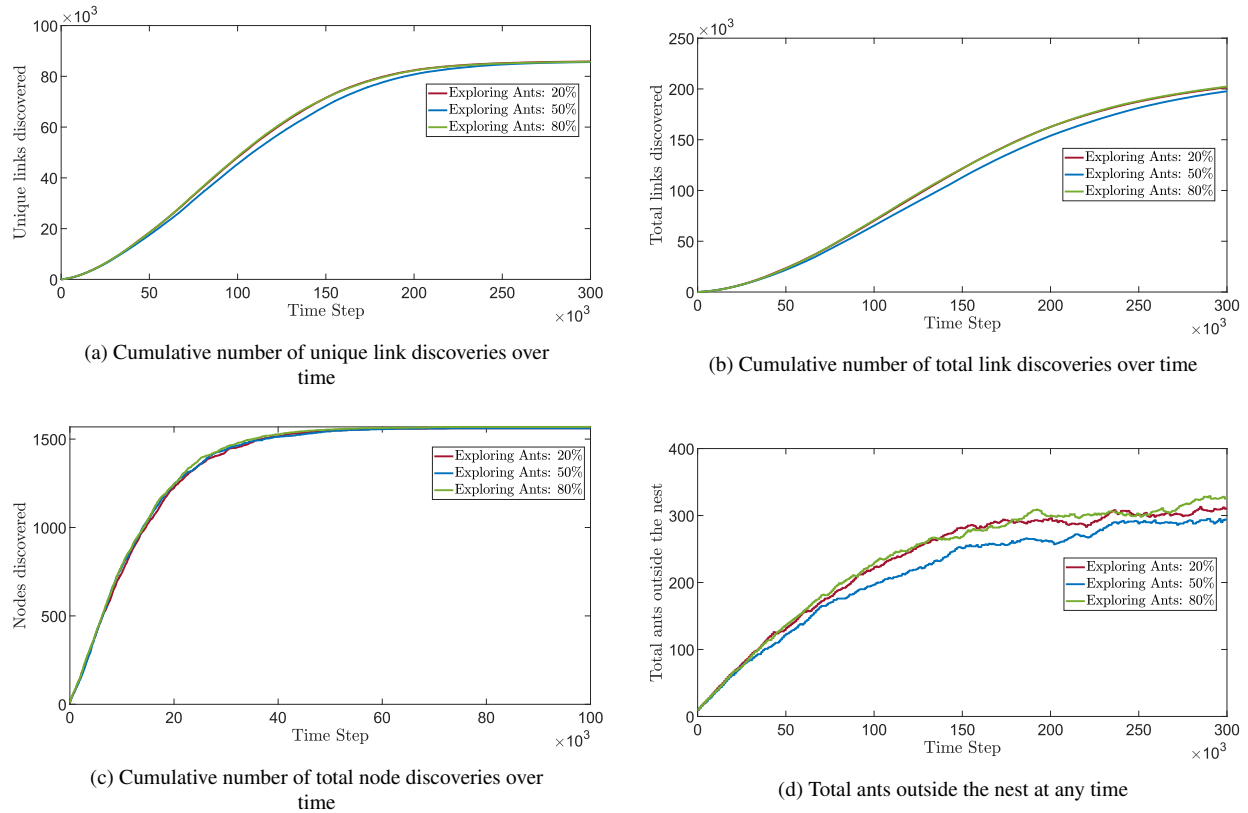 ×10³
100
80
60
40
20
0
Unique links discovered
Exploring Ants: 20%
Exploring Ants: 50%
Exploring Ants: 80%
0 50 100 150 200 250 300
Time Step
×10³
(a) Cumulative number of unique link discoveries over
time
×10³
250
200
150
100
50
0
Total links discovered
Exploring Ants: 20%
Exploring Ants: 50%
Exploring Ants: 80%
0 50 100 150 200 250 300
Time Step
×10³
(b) Cumulative number of total link discoveries over time
1500
1000
500
0
Nodes discovered
Exploring Ants: 20%
Exploring Ants: 50%
Exploring Ants: 80%
0 20 40 60 80 100
Time Step
×10³
(c) Cumulative number of total node discoveries over
time
400
300
200
100
0
Total ants outside the nest
Exploring Ants: 20%
Exploring Ants: 50%
Exploring Ants: 80%
0 50 100 150 200 250 300
Time Step
×10³
(d) Total ants outside the nest at any time